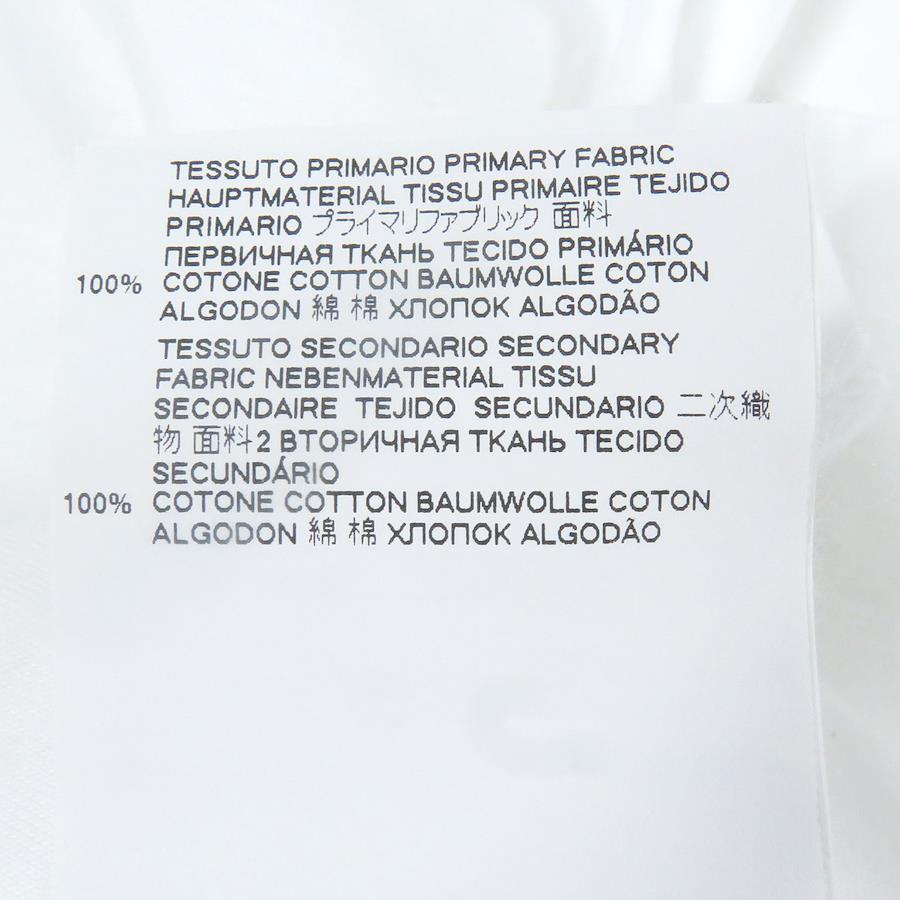 TESSUTO PRIMARIO PRIMARY FABRIC
HAUPTMATERIAL TISSU PRIMAIRE TEJIDO
PRIMARIO プライマリファブリック 面料
ПЕРВИЧНАЯ ТКАНЬ TECIDO PRIMÁRIO
100% COTONE COTTON BAUMWOLLE COTON
ALGODON 綿 棉 ХЛОПОК ALGODÃO
TESSUTO SECONDARIO SECONDARY
FABRIC NEBENMATERIAL TISSU
SECONDAIRE TEJIDO SECUNDARIO 二次織
物 面料2 ВТОРИЧНАЯ ТКАНЬ TECIDO
SECUNDÁRIO
100% COTONE COTTON BAUMWOLLE COTON
ALGODON 綿 棉 ХЛОПОК ALGODÃO